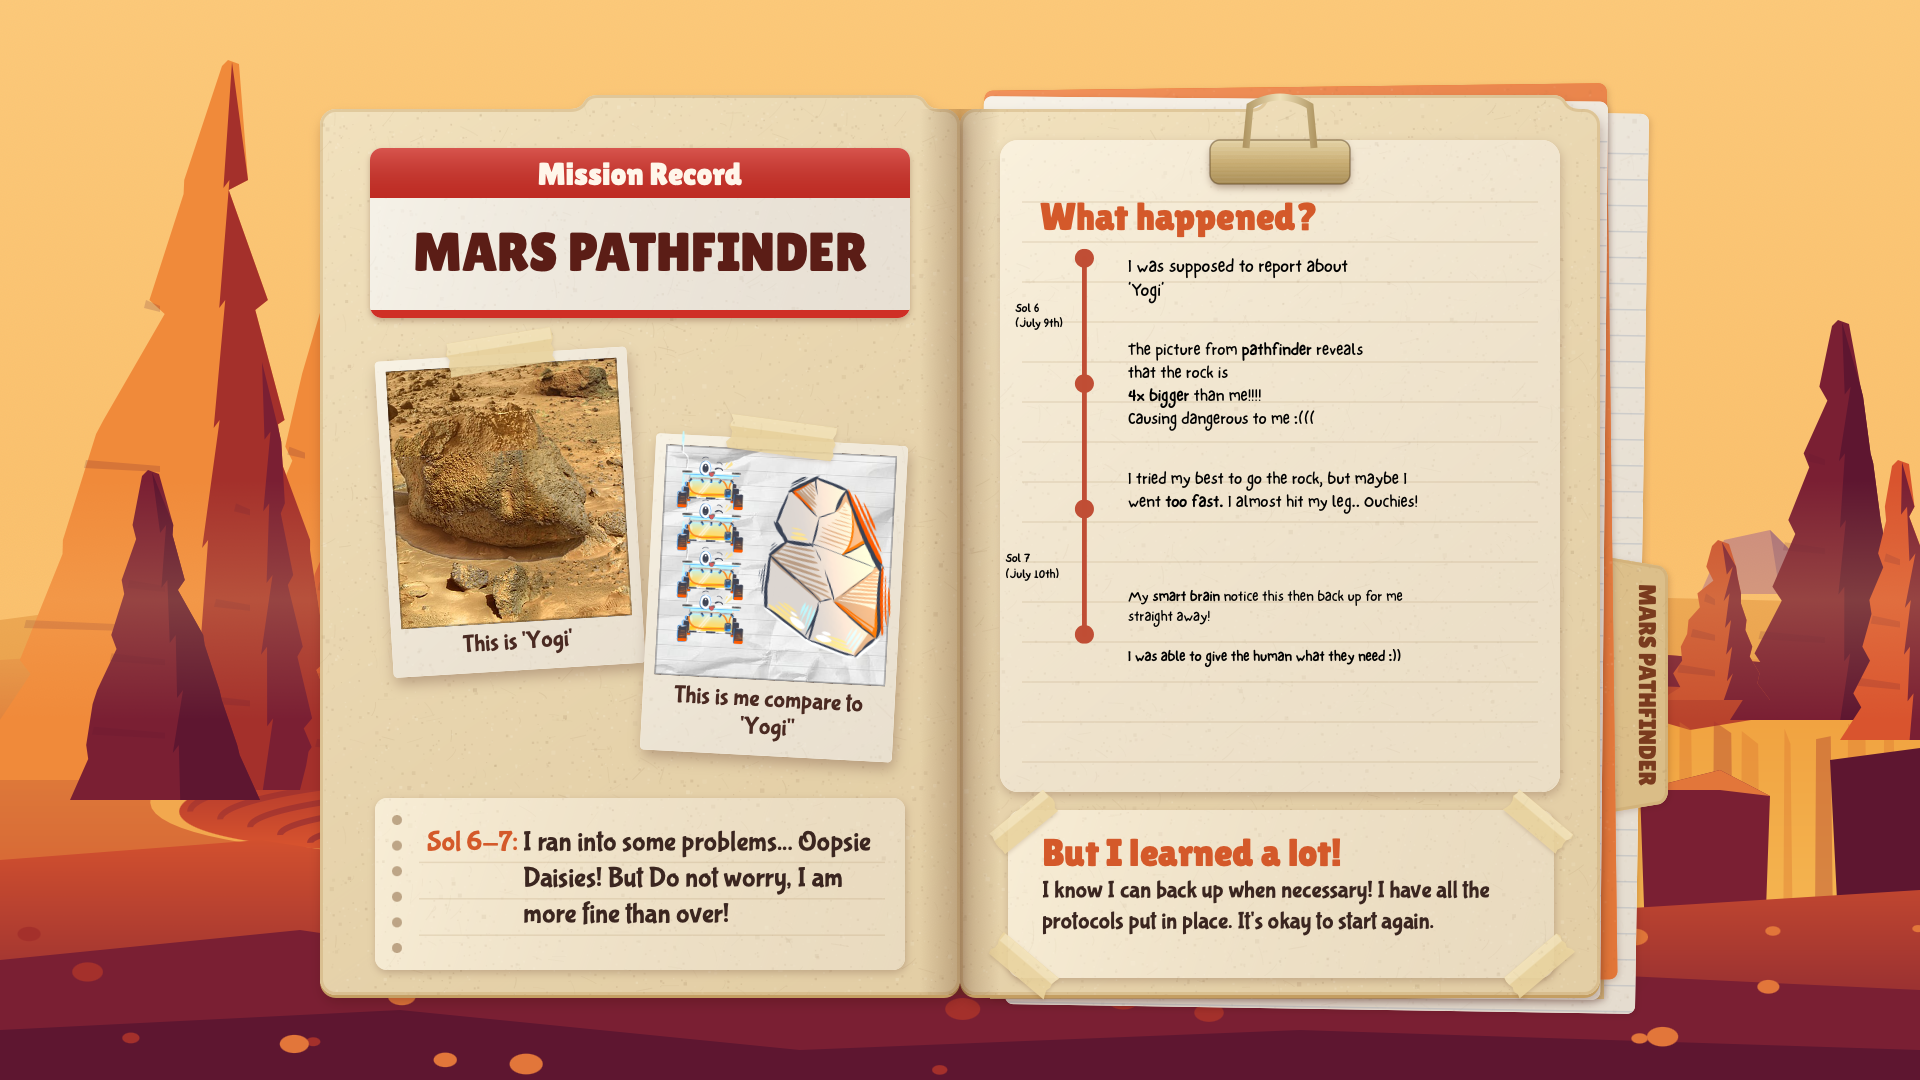 Mission Record
MARS PATHFINDER
This is 'Yogi'
This is me compare to
'Yogi"
Sol 6–7: I ran into some problems... Oopsie
Daisies! But Do not worry, I am
more fine than over!
What happened?
I was supposed to report about
'Yogi'
Sol 6
(July 9th)
The picture from pathfinder reveals
that the rock is
4x bigger than me!!!!
Causing dangerous to me :(((
I tried my best to go the rock, but maybe I
went too fast. I almost hit my leg.. Ouchies!
Sol 7
(July 10th)
My smart brain notice this then back up for me
straight away!
I was able to give the human what they need :))
But I learned a lot!
I know I can back up when necessary! I have all the
protocols put in place. It's okay to start again.
MARS PATHFINDER